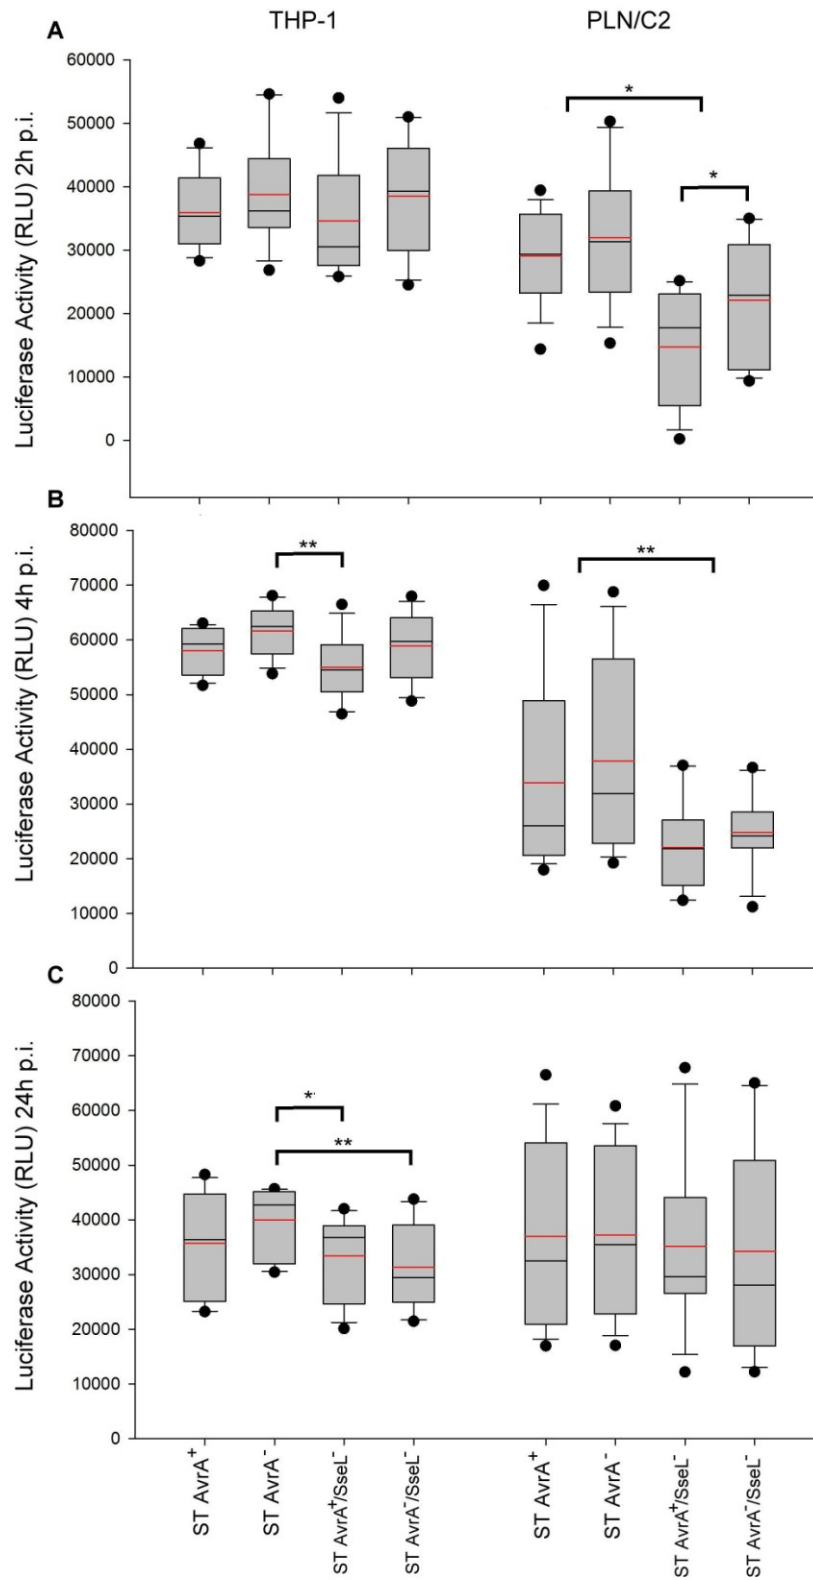 THP-1 PLN/C2
A
Luciferase Activity (RLU) 2h p.i.
60000
50000
40000
30000
20000
10000
0
*
*
B
Luciferase Activity (RLU) 4h p.i.
80000
70000
60000
50000
40000
30000
20000
10000
0
**
**
C
Luciferase Activity (RLU) 24h p.i.
80000
70000
60000
50000
40000
30000
20000
10000
0
*
**
ST AvrA⁺
ST AvrA⁻
ST AvrA⁺/SseL⁻
ST AvrA⁻/SseL⁻
ST AvrA⁺
ST AvrA⁻
ST AvrA⁺/SseL⁻
ST AvrA⁻/SseL⁻